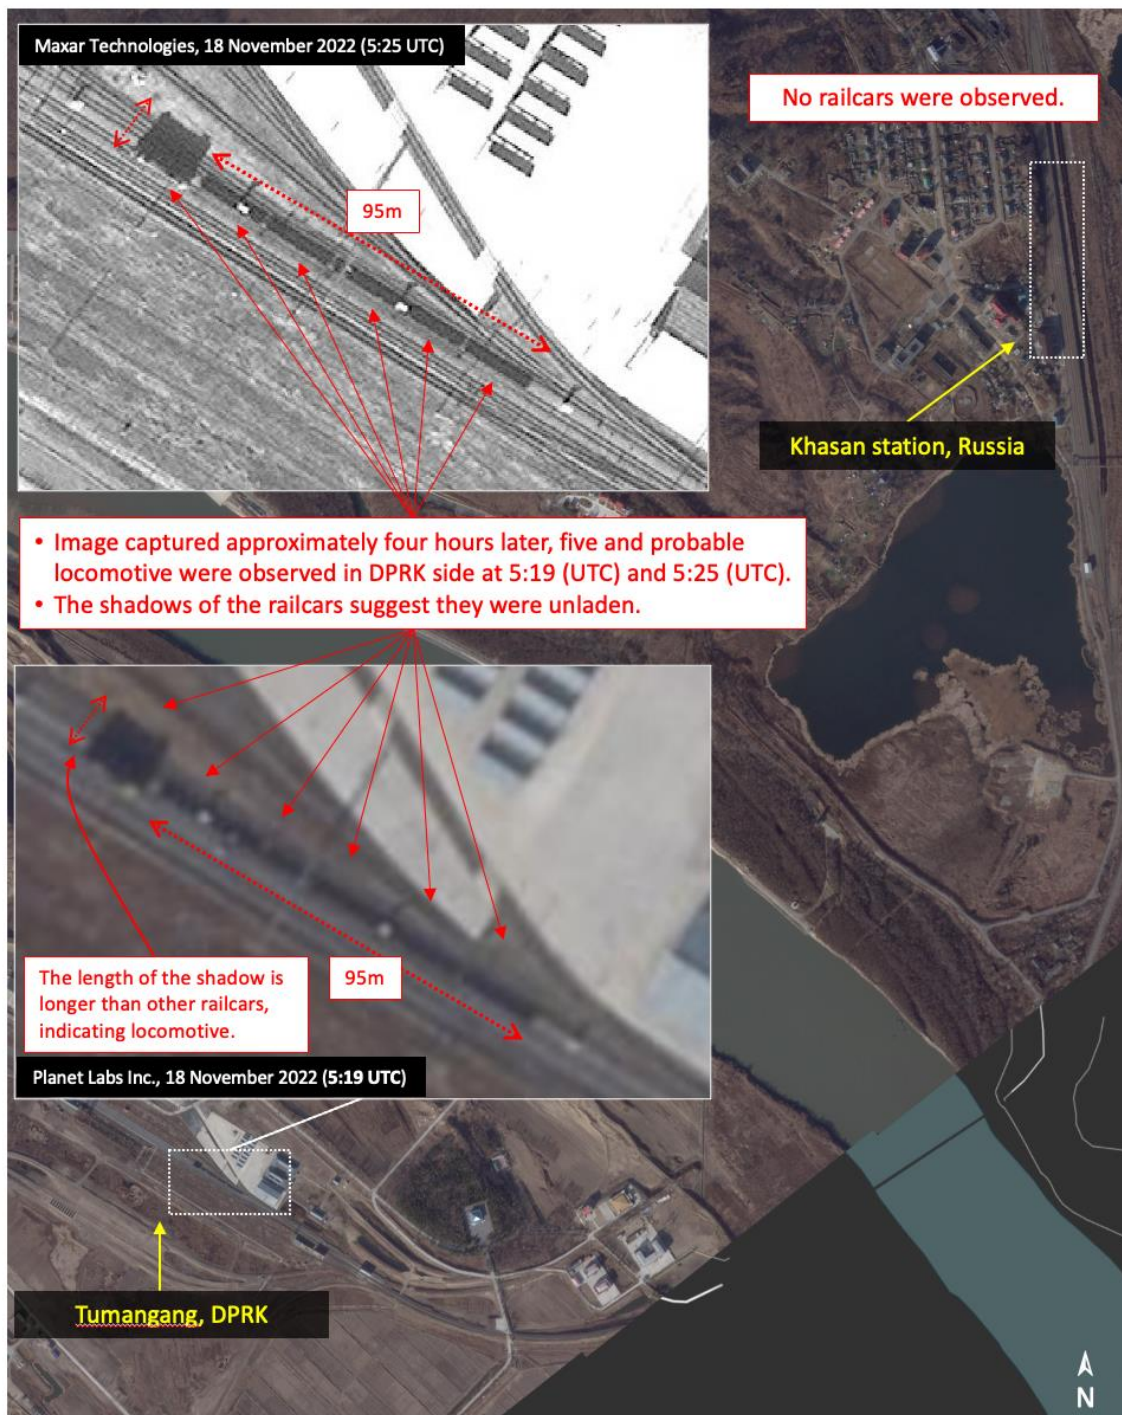 Maxar Technologies, 18 November 2022 (5:25 UTC)
No railcars were observed.
95m
Khasan station, Russia
• Image captured approximately four hours later, five and probable
locomotive were observed in DPRK side at 5:19 (UTC) and 5:25 (UTC).
• The shadows of the railcars suggest they were unladen.
The length of the shadow is
longer than other railcars,
indicating locomotive.
95m
Planet Labs Inc., 18 November 2022 (5:19 UTC)
Tumangang, DPRK
N